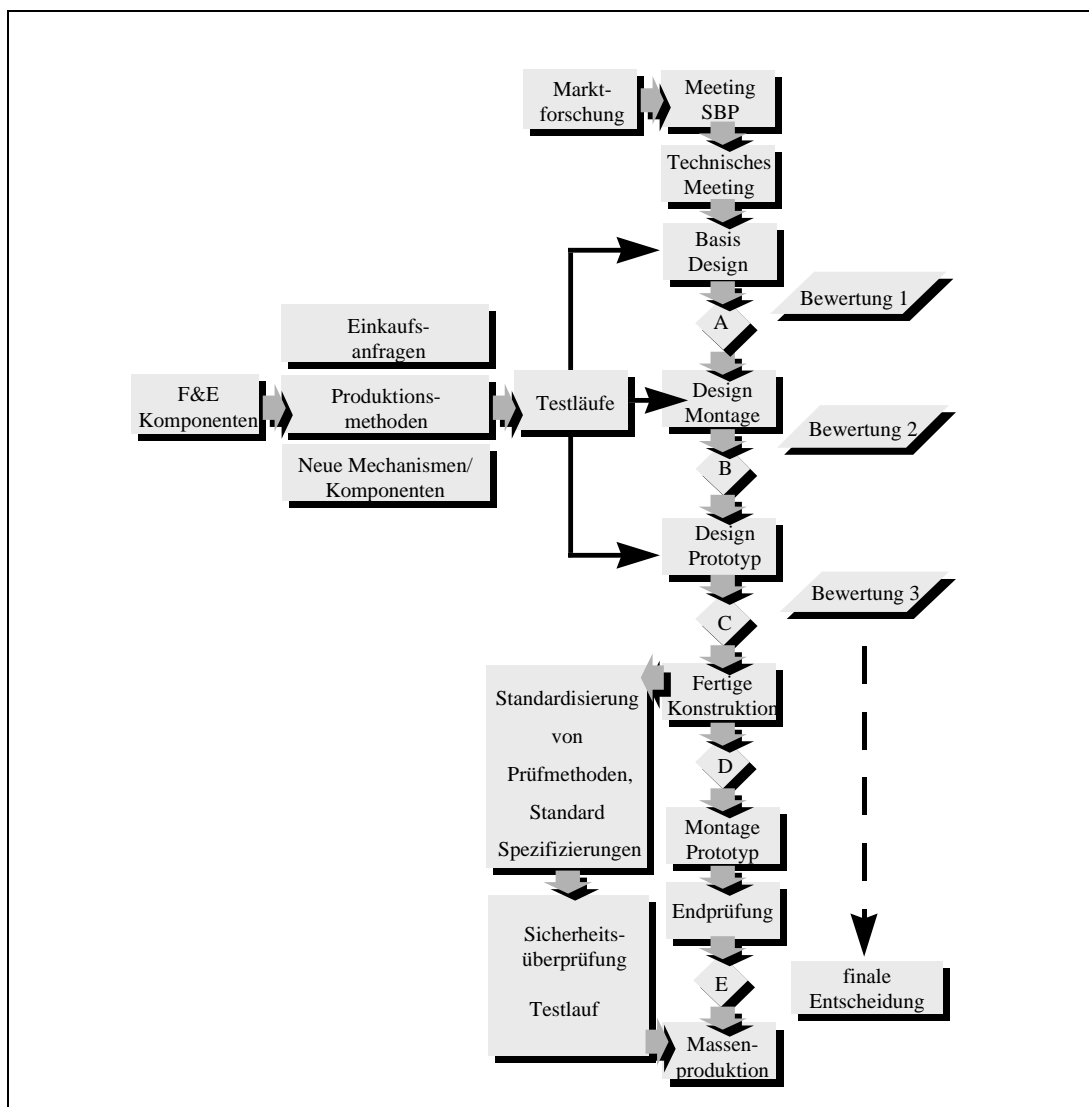 Markt-
forschung
Meeting
SBP
Technisches
Meeting
Basis
Design
Bewertung 1
A
Einkaufs-
anfragen
F&E
Komponenten
Produktions-
methoden
Testläufe
Design
Montage
Bewertung 2
Neue Mechanismen/
Komponenten
B
Design
Prototyp
Bewertung 3
C
Fertige
Konstruktion
Standardisierung
von
Prüfmethoden,
Standard
Spezifizierungen
D
Montage
Prototyp
Endprüfung
Sicherheits-
überprüfung
Testlauf
E
finale
Entscheidung
Massen-
produktion